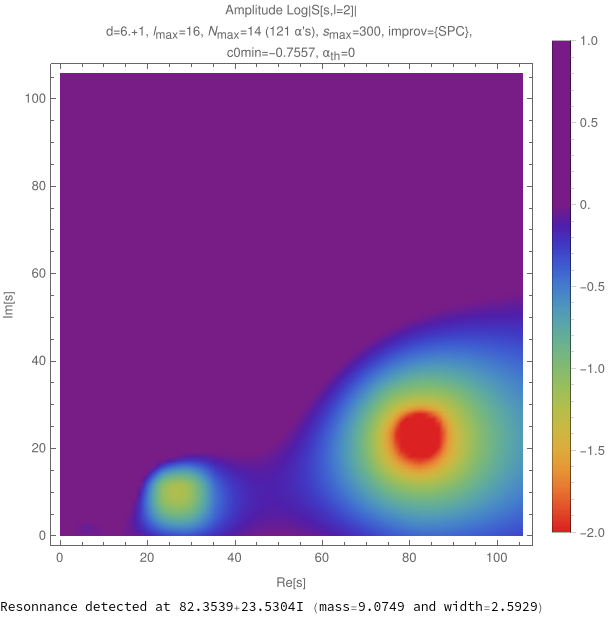 Amplitude Log|S[s,l=2]|
d=6.+1, lmax=16, Nmax=14 (121 α's), smax=300, improv={SPC},
c0min=−0.7557, αth=0
Im[s]
100
80
60
40
20
0
0 20 40 60 80 100
Re[s]
1.0
0.5
0.
−0.5
−1.0
−1.5
−2.0
Resonnance detected at 82.3539+23.5304I (mass=9.0749 and width=2.5929)